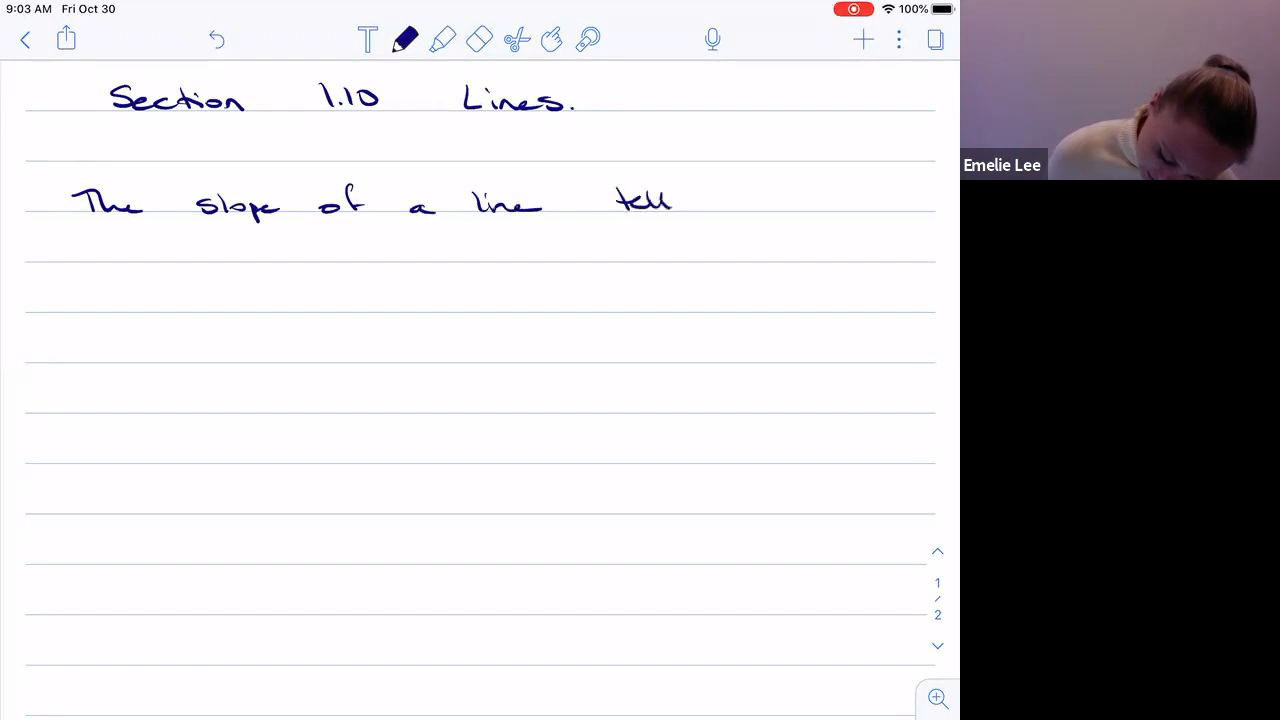 9:03 AM Fri Oct 30 100%
T
Section 1.10 Lines.
Emelie Lee
The slope of a line tell
1
/
2